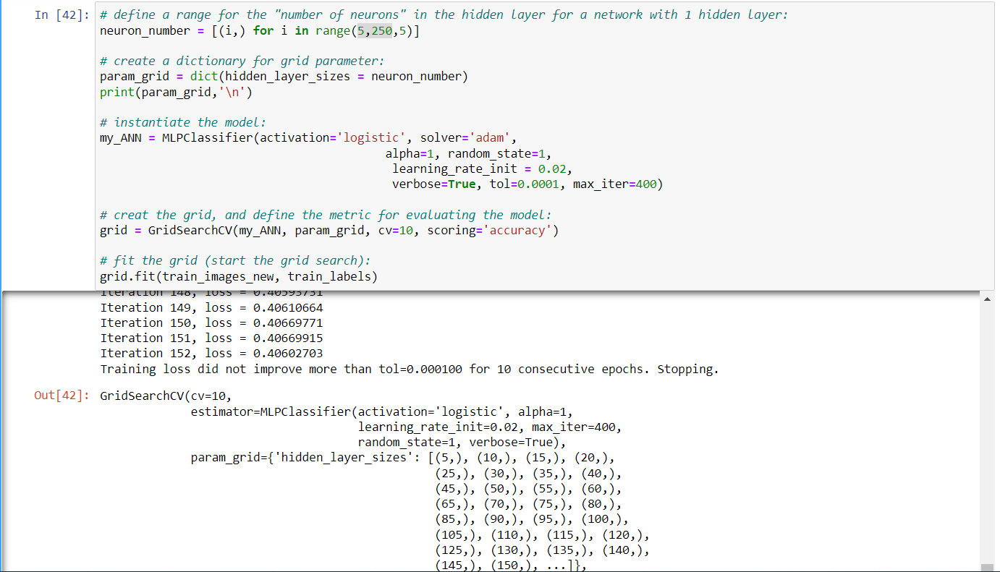 In [42]: # define a range for the "number of neurons" in the hidden layer for a network with 1 hidden layer:
neuron_number = [(i,) for i in range(5,250,5)]
# create a dictionary for grid parameter:
param_grid = dict(hidden_layer_sizes = neuron_number)
print(param_grid,'\n')
# instantiate the model:
my_ANN = MLPClassifier(activation='logistic', solver='adam',
alpha=1, random_state=1,
learning_rate_init = 0.02,
verbose=True, tol=0.0001, max_iter=400)
# creat the grid, and define the metric for evaluating the model:
grid = GridSearchCV(my_ANN, param_grid, cv=10, scoring='accuracy')
# fit the grid (start the grid search):
grid.fit(train_images_new, train_labels)
Iteration 148, loss = 0.40593731
Iteration 149, loss = 0.40610664
Iteration 150, loss = 0.40669771
Iteration 151, loss = 0.40669915
Iteration 152, loss = 0.40602703
Training loss did not improve more than tol=0.000100 for 10 consecutive epochs. Stopping.
Out[42]: GridSearchCV(cv=10,
estimator=MLPClassifier(activation='logistic', alpha=1,
learning_rate_init=0.02, max_iter=400,
random_state=1, verbose=True),
param_grid={'hidden_layer_sizes': [(5,), (10,), (15,), (20,),
(25,), (30,), (35,), (40,),
(45,), (50,), (55,), (60,),
(65,), (70,), (75,), (80,),
(85,), (90,), (95,), (100,),
(105,), (110,), (115,), (120,),
(125,), (130,), (135,), (140,),
(145,), (150,), ...]},